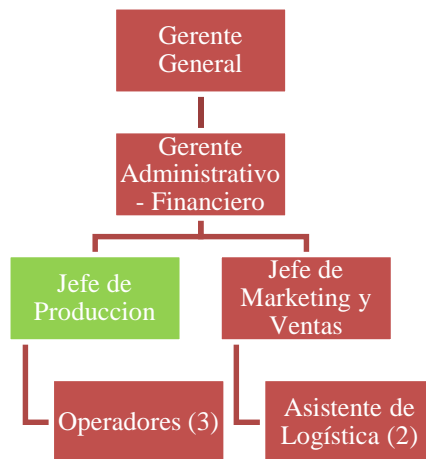 Gerente
General
Gerente
Administrativo
- Financiero
Jefe de
Produccion
Jefe de
Marketing y
Ventas
Operadores (3)
Asistente de
Logística (2)